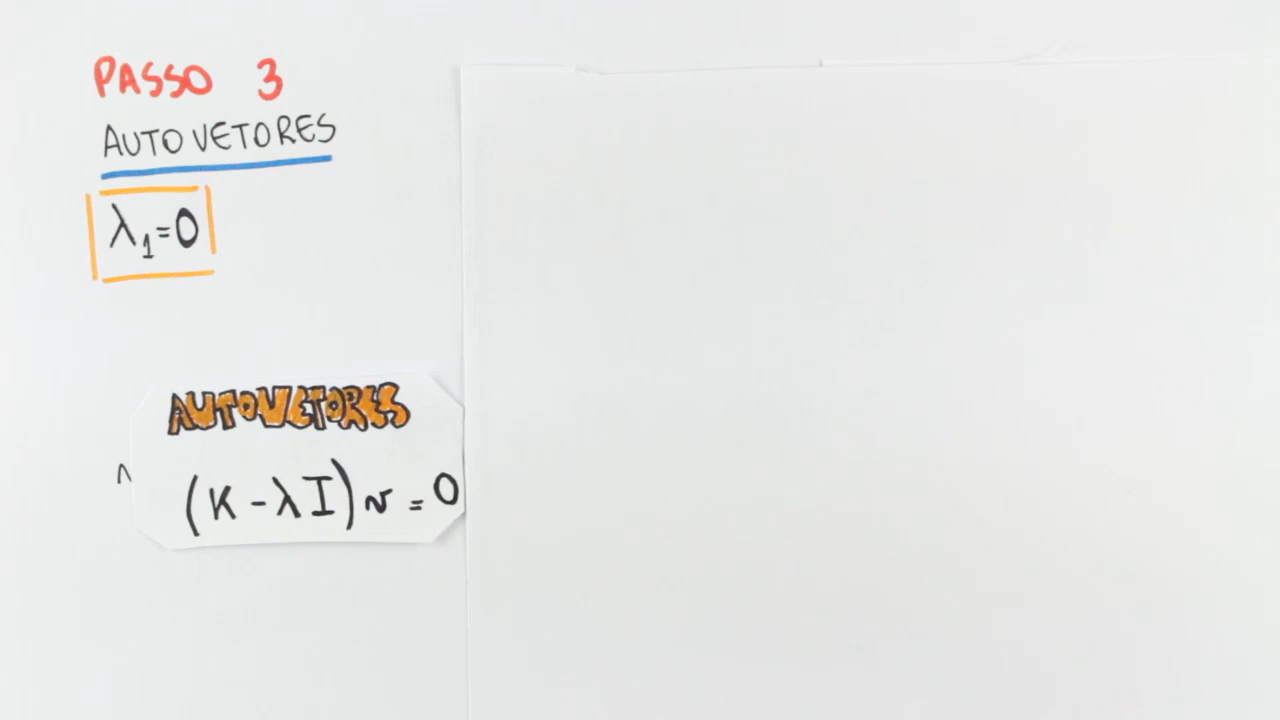 PASSO 3
AUTOVETORES
λ₁=0
AUTOVETORES
(K-λI)v=0